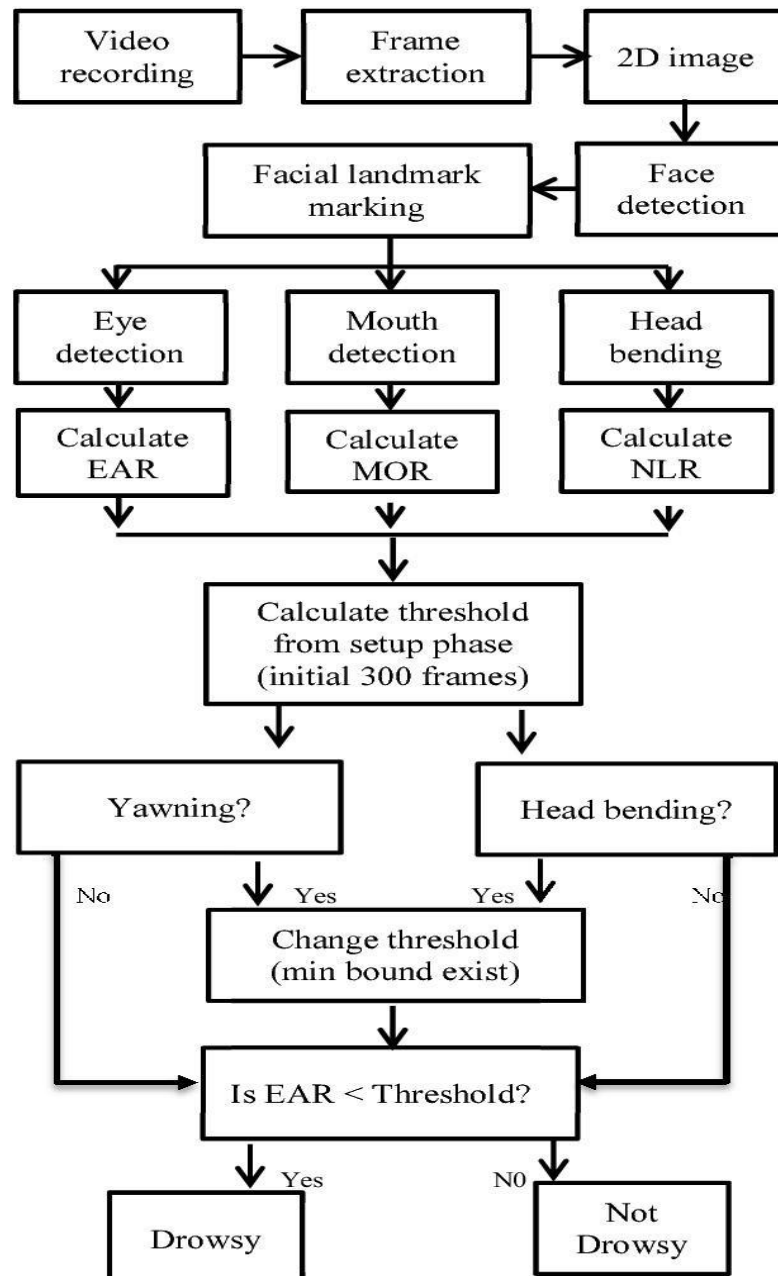 Video
recording
Frame
extraction
2D image
Facial landmark
marking
Face
detection
Eye
detection
Mouth
detection
Head
bending
Calculate
EAR
Calculate
MOR
Calculate
NLR
Calculate threshold
from setup phase
(initial 300 frames)
Yawning?
Head bending?
No
Yes
Yes
No
Change threshold
(min bound exist)
Is EAR < Threshold?
Yes
N0
Drowsy
Not
Drowsy